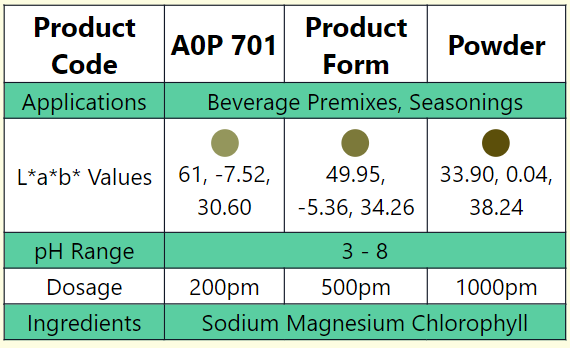 Product Code A0P 701 Product Form Powder
Applications Beverage Premixes, Seasonings
L*a*b* Values 61, -7.52, 30.60 49.95, -5.36, 34.26 33.90, 0.04, 38.24
pH Range 3 - 8
Dosage 200pm 500pm 1000pm
Ingredients Sodium Magnesium Chlorophyll